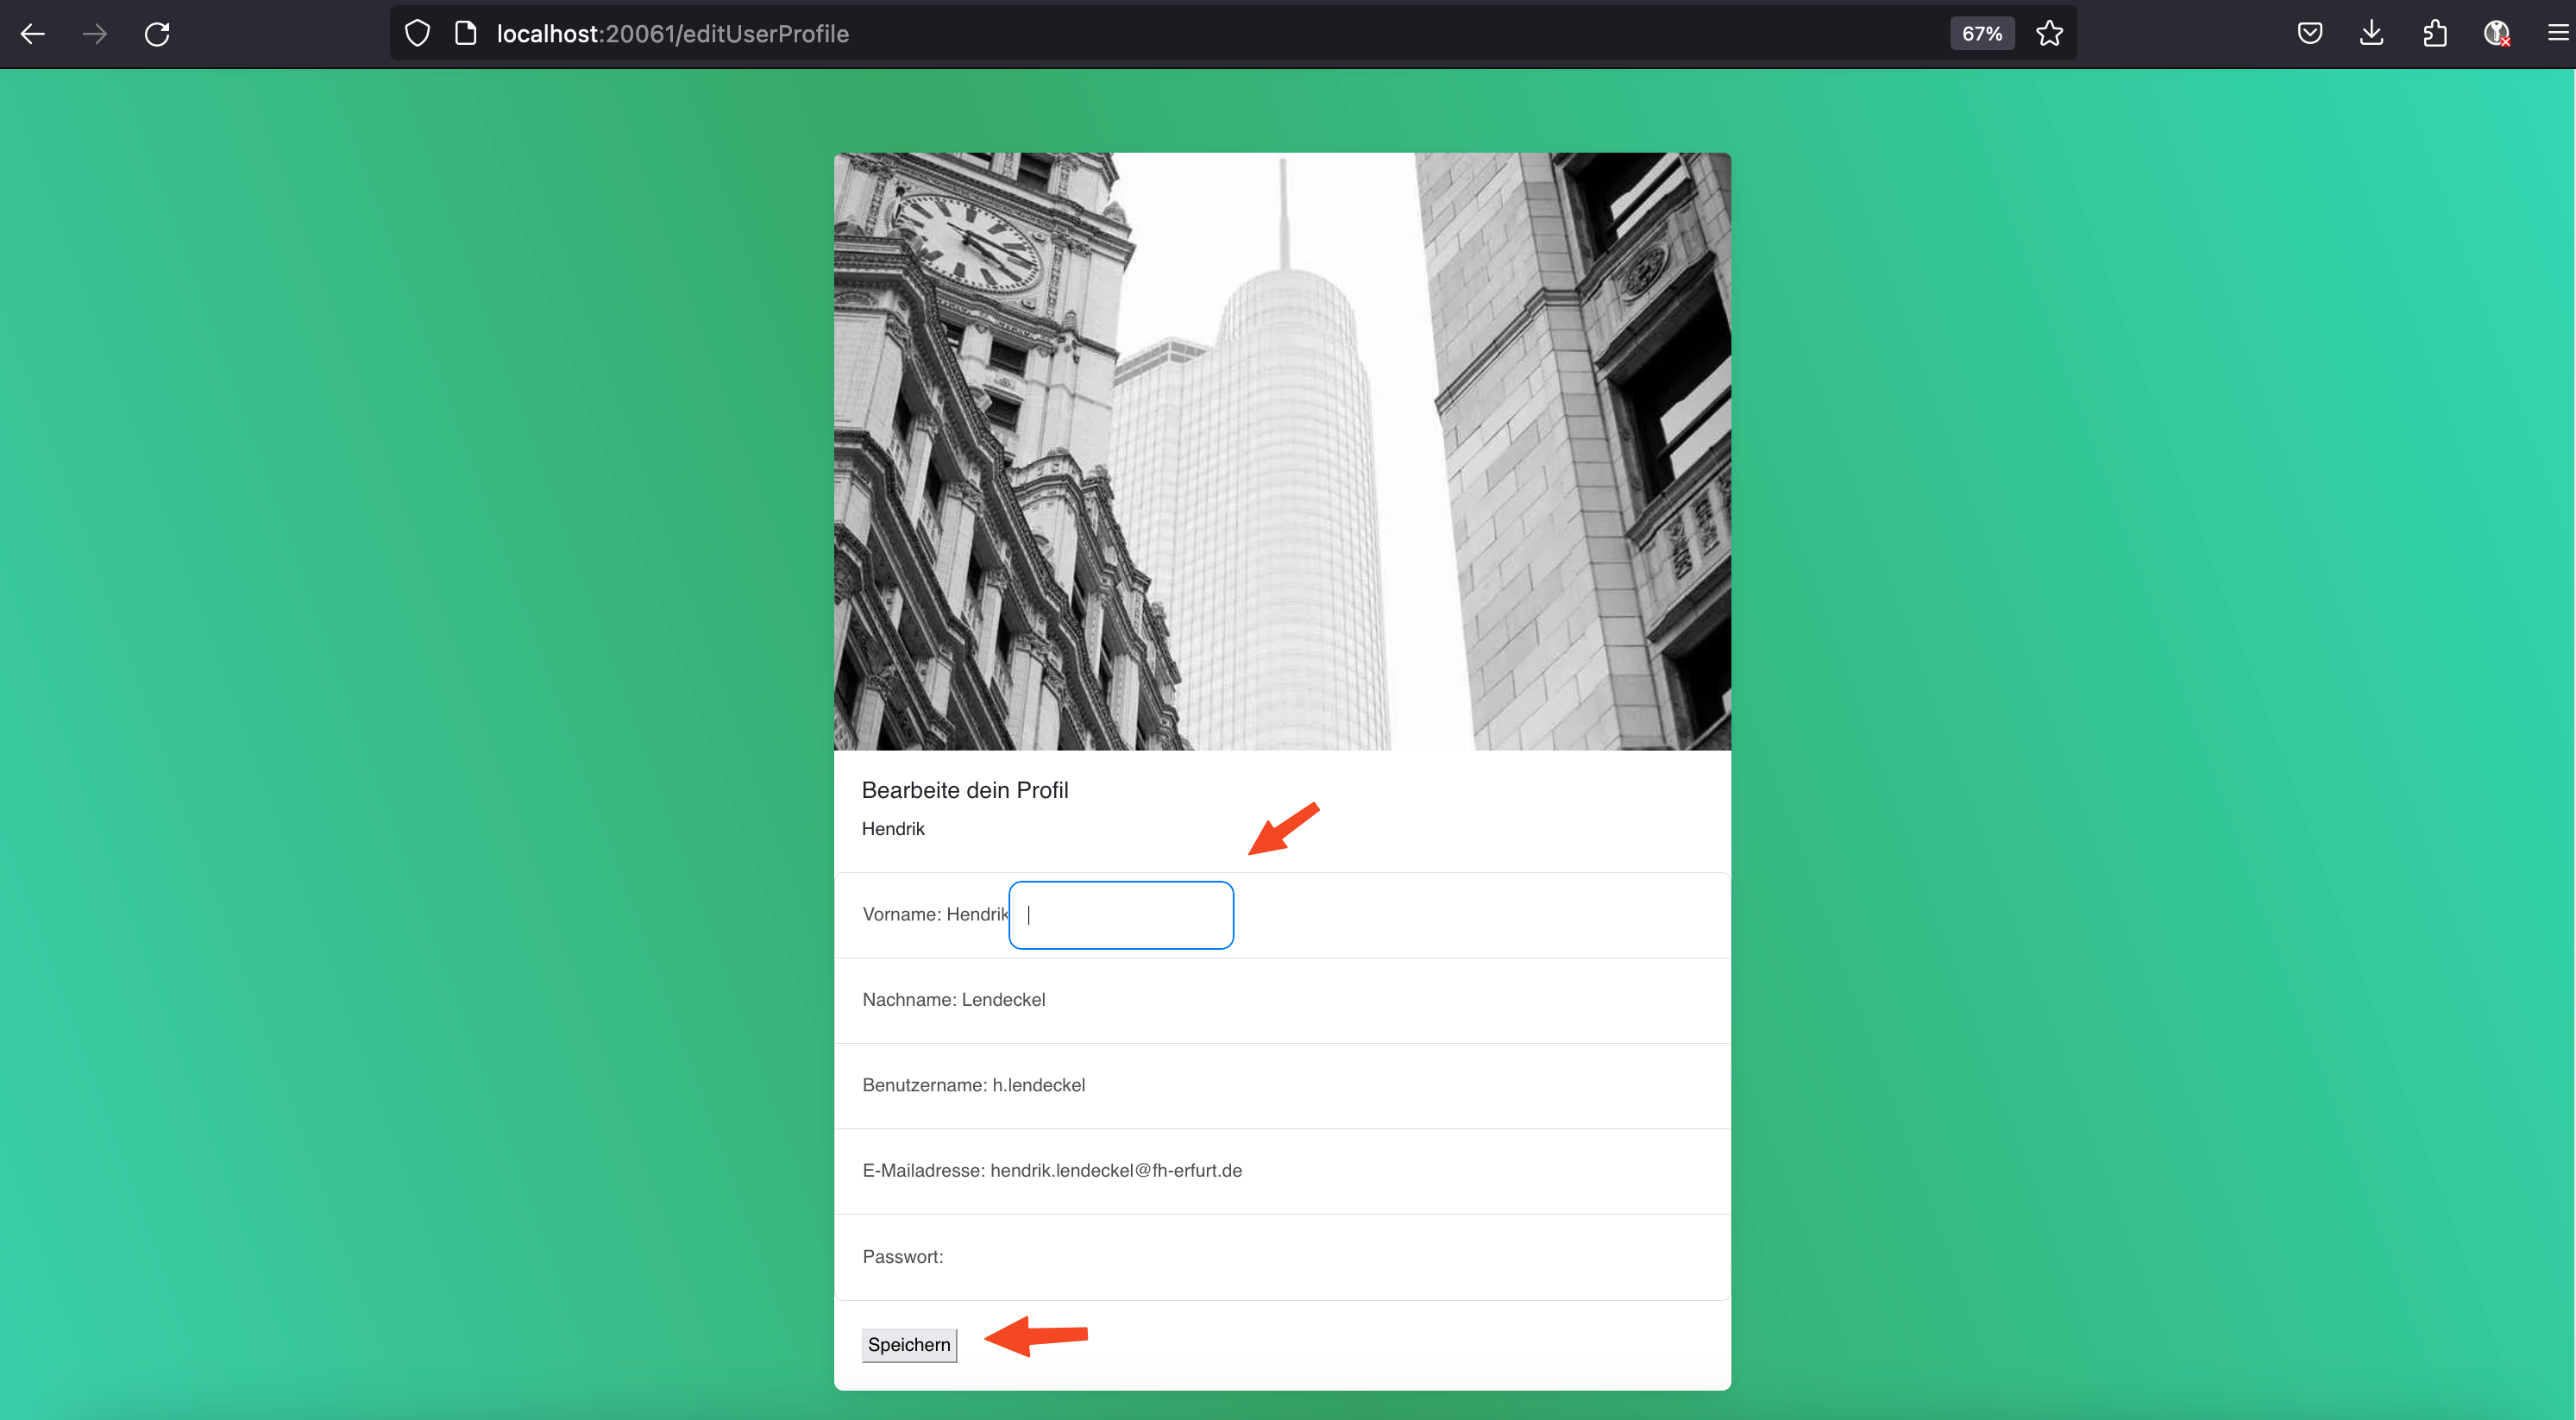 localhost:20061/editUserProfile
67%
Bearbeite dein Profil
Hendrik
Vorname: Hendrik
Nachname: Lendeckel
Benutzername: h.lendeckel
E-Mailadresse: hendrik.lendeckel@fh-erfurt.de
Passwort:
Speichern